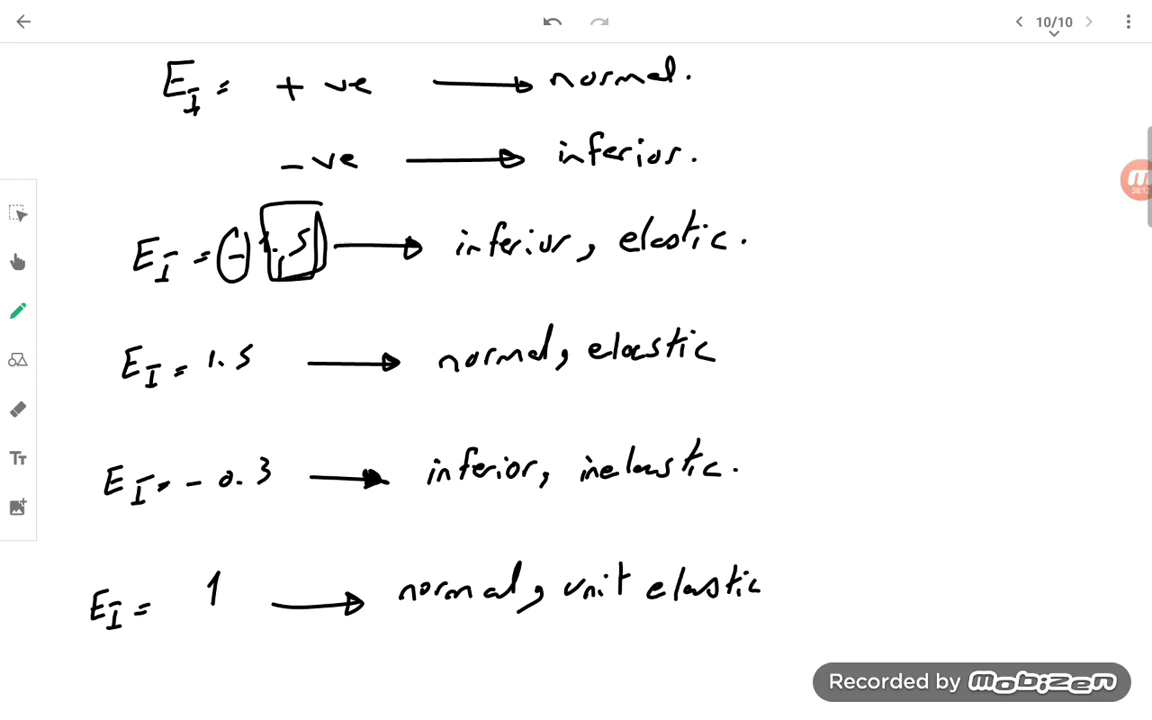 10/10
E_I = + ve → normal.
- ve → inferior.
E_I = - 1.5 → inferior, elastic.
E_I = 1.5 → normal, elastic
E_I = - 0.3 → inferior, inelastic.
E_I = 1 → normal, unit elastic
Tт
Recorded by mobizen